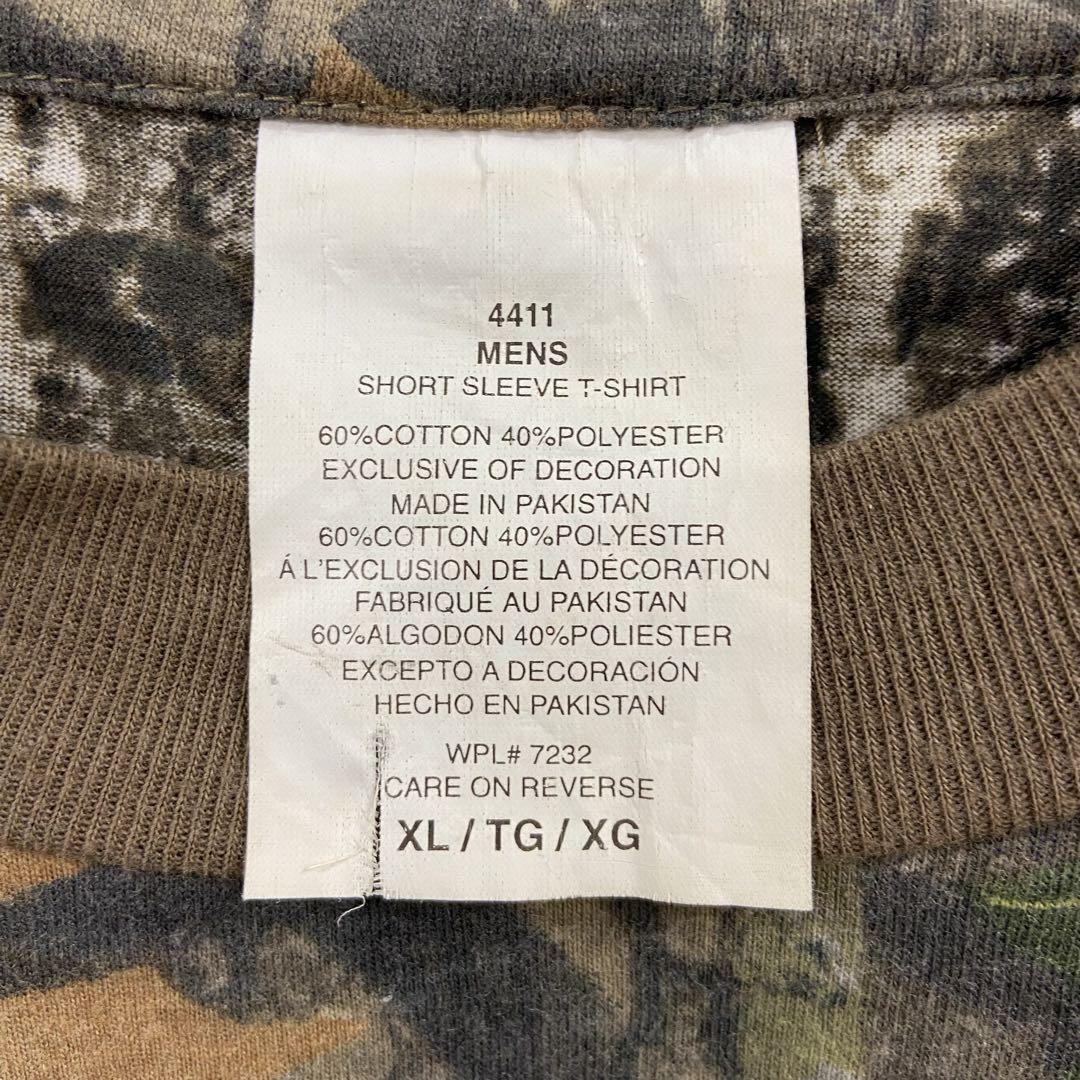 4411
MENS
SHORT SLEEVE T-SHIRT
60%COTTON 40%POLYESTER
EXCLUSIVE OF DECORATION
MADE IN PAKISTAN
60%COTTON 40%POLYESTER
Á L'EXCLUSION DE LA DÉCORATION
FABRIQUÉ AU PAKISTAN
60%ALGODON 40%POLIESTER
EXCEPTO A DECORACIÓN
HECHO EN PAKISTAN
WPL# 7232
CARE ON REVERSE
XL / TG / XG